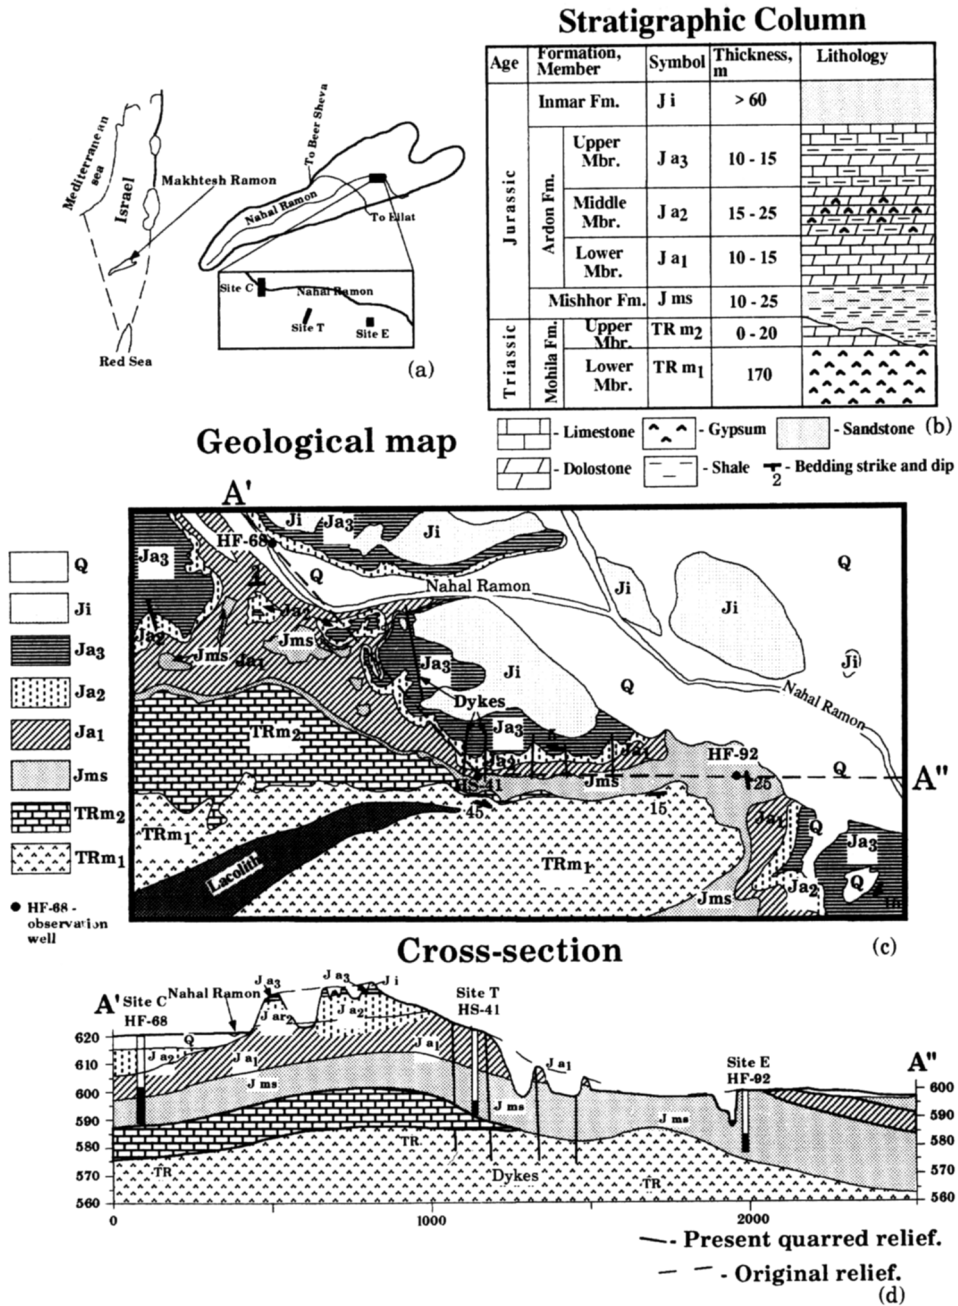 Stratigraphic Column
Age
Formation,
Member
Symbol
Thickness,
m
Lithology
Jurassic
Triassic
Inmar Fm.
J i
> 60
Ardon Fm.
Upper
Mbr.
J a3
10 - 15
Middle
Mbr.
J a2
15 - 25
Lower
Mbr.
J a1
10 - 15
Mishhor Fm.
J ms
10 - 25
Mohila Fm.
Upper
Mbr.
TR m2
0 - 20
Lower
Mbr.
TR m1
170
- Limestone
- Gypsum
- Sandstone
(b)
- Dolostone
- Shale
2
- Bedding strike and dip
Mediterranean
sea
Israel
Makhtesh Ramon
Red Sea
To Beer Sheva
Nahal Ramon
To Eilat
Site C
Nahal Ramon
Site T
Site E
(a)
Geological map
A'
Q
Ji
Ja3
Ja2
Ja1
Jms
TRm2
TRm1
HF-68 -
observation
well
Ja3
HF-68
Ji
Ja3
Ji
Q
Nahal Ramon
Q
Ji
Ji
Ji
Jms
Jms
Ja1
Ja3
Ji
Q
Nahal Ramon
Dykes
TRm2
Ja3
Ja2
Ja1
HF-92
Q
A"
HS-41
Jms
25
45
15
TRm1
TRm1
Lacolith
Ja1
Q
Ja3
Ja2
Q
Jms
(c)
Cross-section
A'
Site C
HF-68
Nahal Ramon
J a3
J a3
J i
Site T
HS-41
Site E
HF-92
A"
620
610
600
590
580
570
560
Q
J ar2
J a2
J a2
J a1
J a1
J a1
J ms
J ms
J ms
TR
TR
TR
Dykes
600
590
580
570
560
0
1000
2000
- Present quarred relief.
- Original relief.
(d)